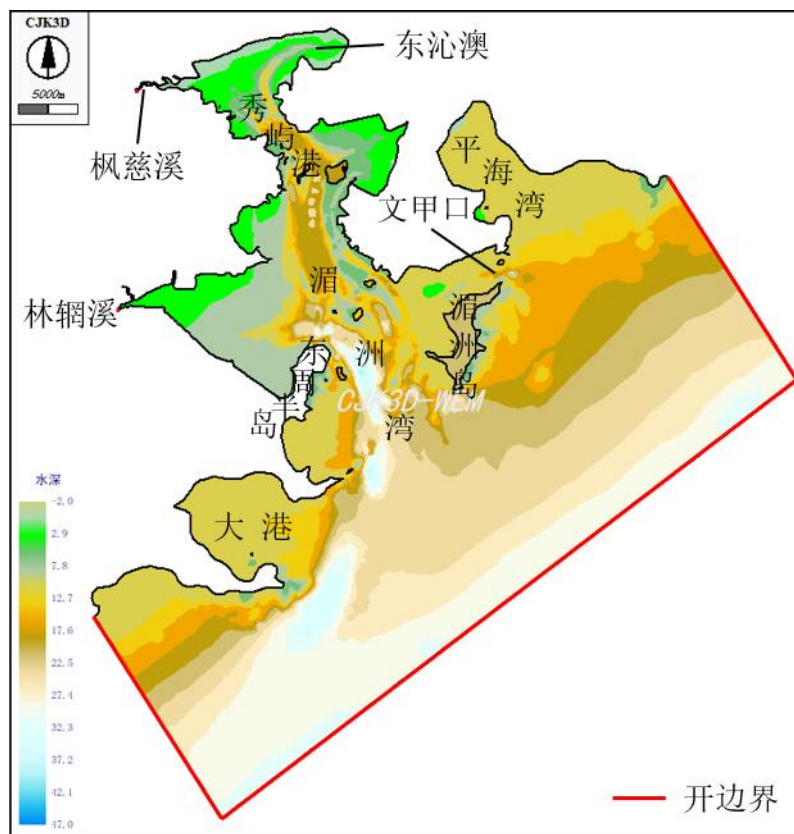 CJK3D
5000m
东沁澳
枫慈溪
秀屿港
平海湾
文甲口
林辋溪
湄洲湾
湄洲岛
东周半岛
CJK3D-WEM
大港
水深
-2.0
2.9
7.8
12.7
17.6
22.5
27.4
32.3
37.2
42.1
47.0
开边界